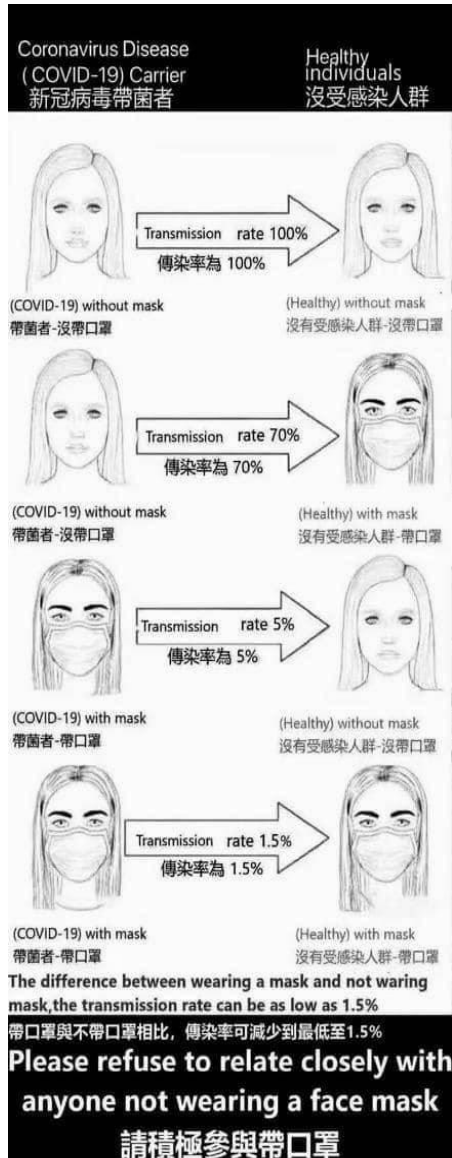 Coronavirus Disease
( COVID-19) Carrier
新冠病毒帶菌者
Healthy
individuals
沒受感染人群
Transmission rate 100%
傳染率為 100%
(COVID-19) without mask
帶菌者-沒帶口罩
(Healthy) without mask
沒有受感染人群-沒帶口罩
Transmission rate 70%
傳染率為 70%
(COVID-19) without mask
帶菌者-沒帶口罩
(Healthy) with mask
沒有受感染人群-帶口罩
Transmission rate 5%
傳染率為 5%
(COVID-19) with mask
帶菌者-帶口罩
(Healthy) without mask
沒有受感染人群-沒帶口罩
Transmission rate 1.5%
傳染率為 1.5%
(COVID-19) with mask
帶菌者-帶口罩
(Healthy) with mask
沒有受感染人群-帶口罩
The difference between wearing a mask and not waring
mask,the transmission rate can be as low as 1.5%
帶口罩與不帶口罩相比，傳染率可減少到最低至1.5%
Please refuse to relate closely with
anyone not wearing a face mask
請積極參與帶口罩